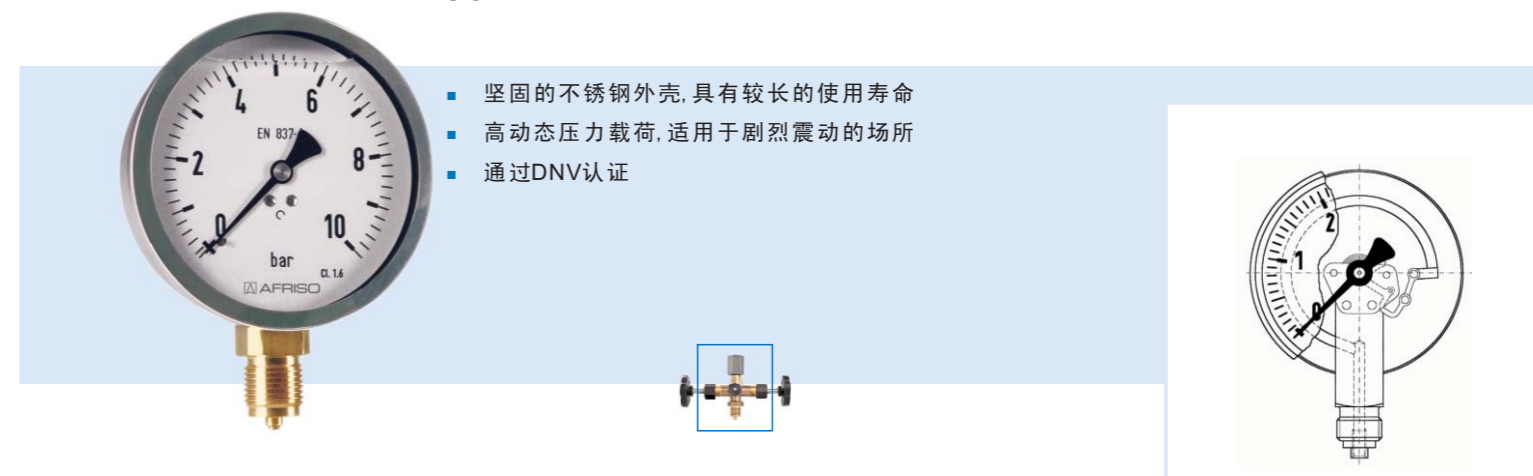 坚固的不锈钢外壳,具有较长的使用寿命
高动态压力载荷,适用于剧烈震动的场所
通过DNV认证
4 6
EN 837-
2 8
0 10
bar
CL 1.6
AFRISO
2
1
0